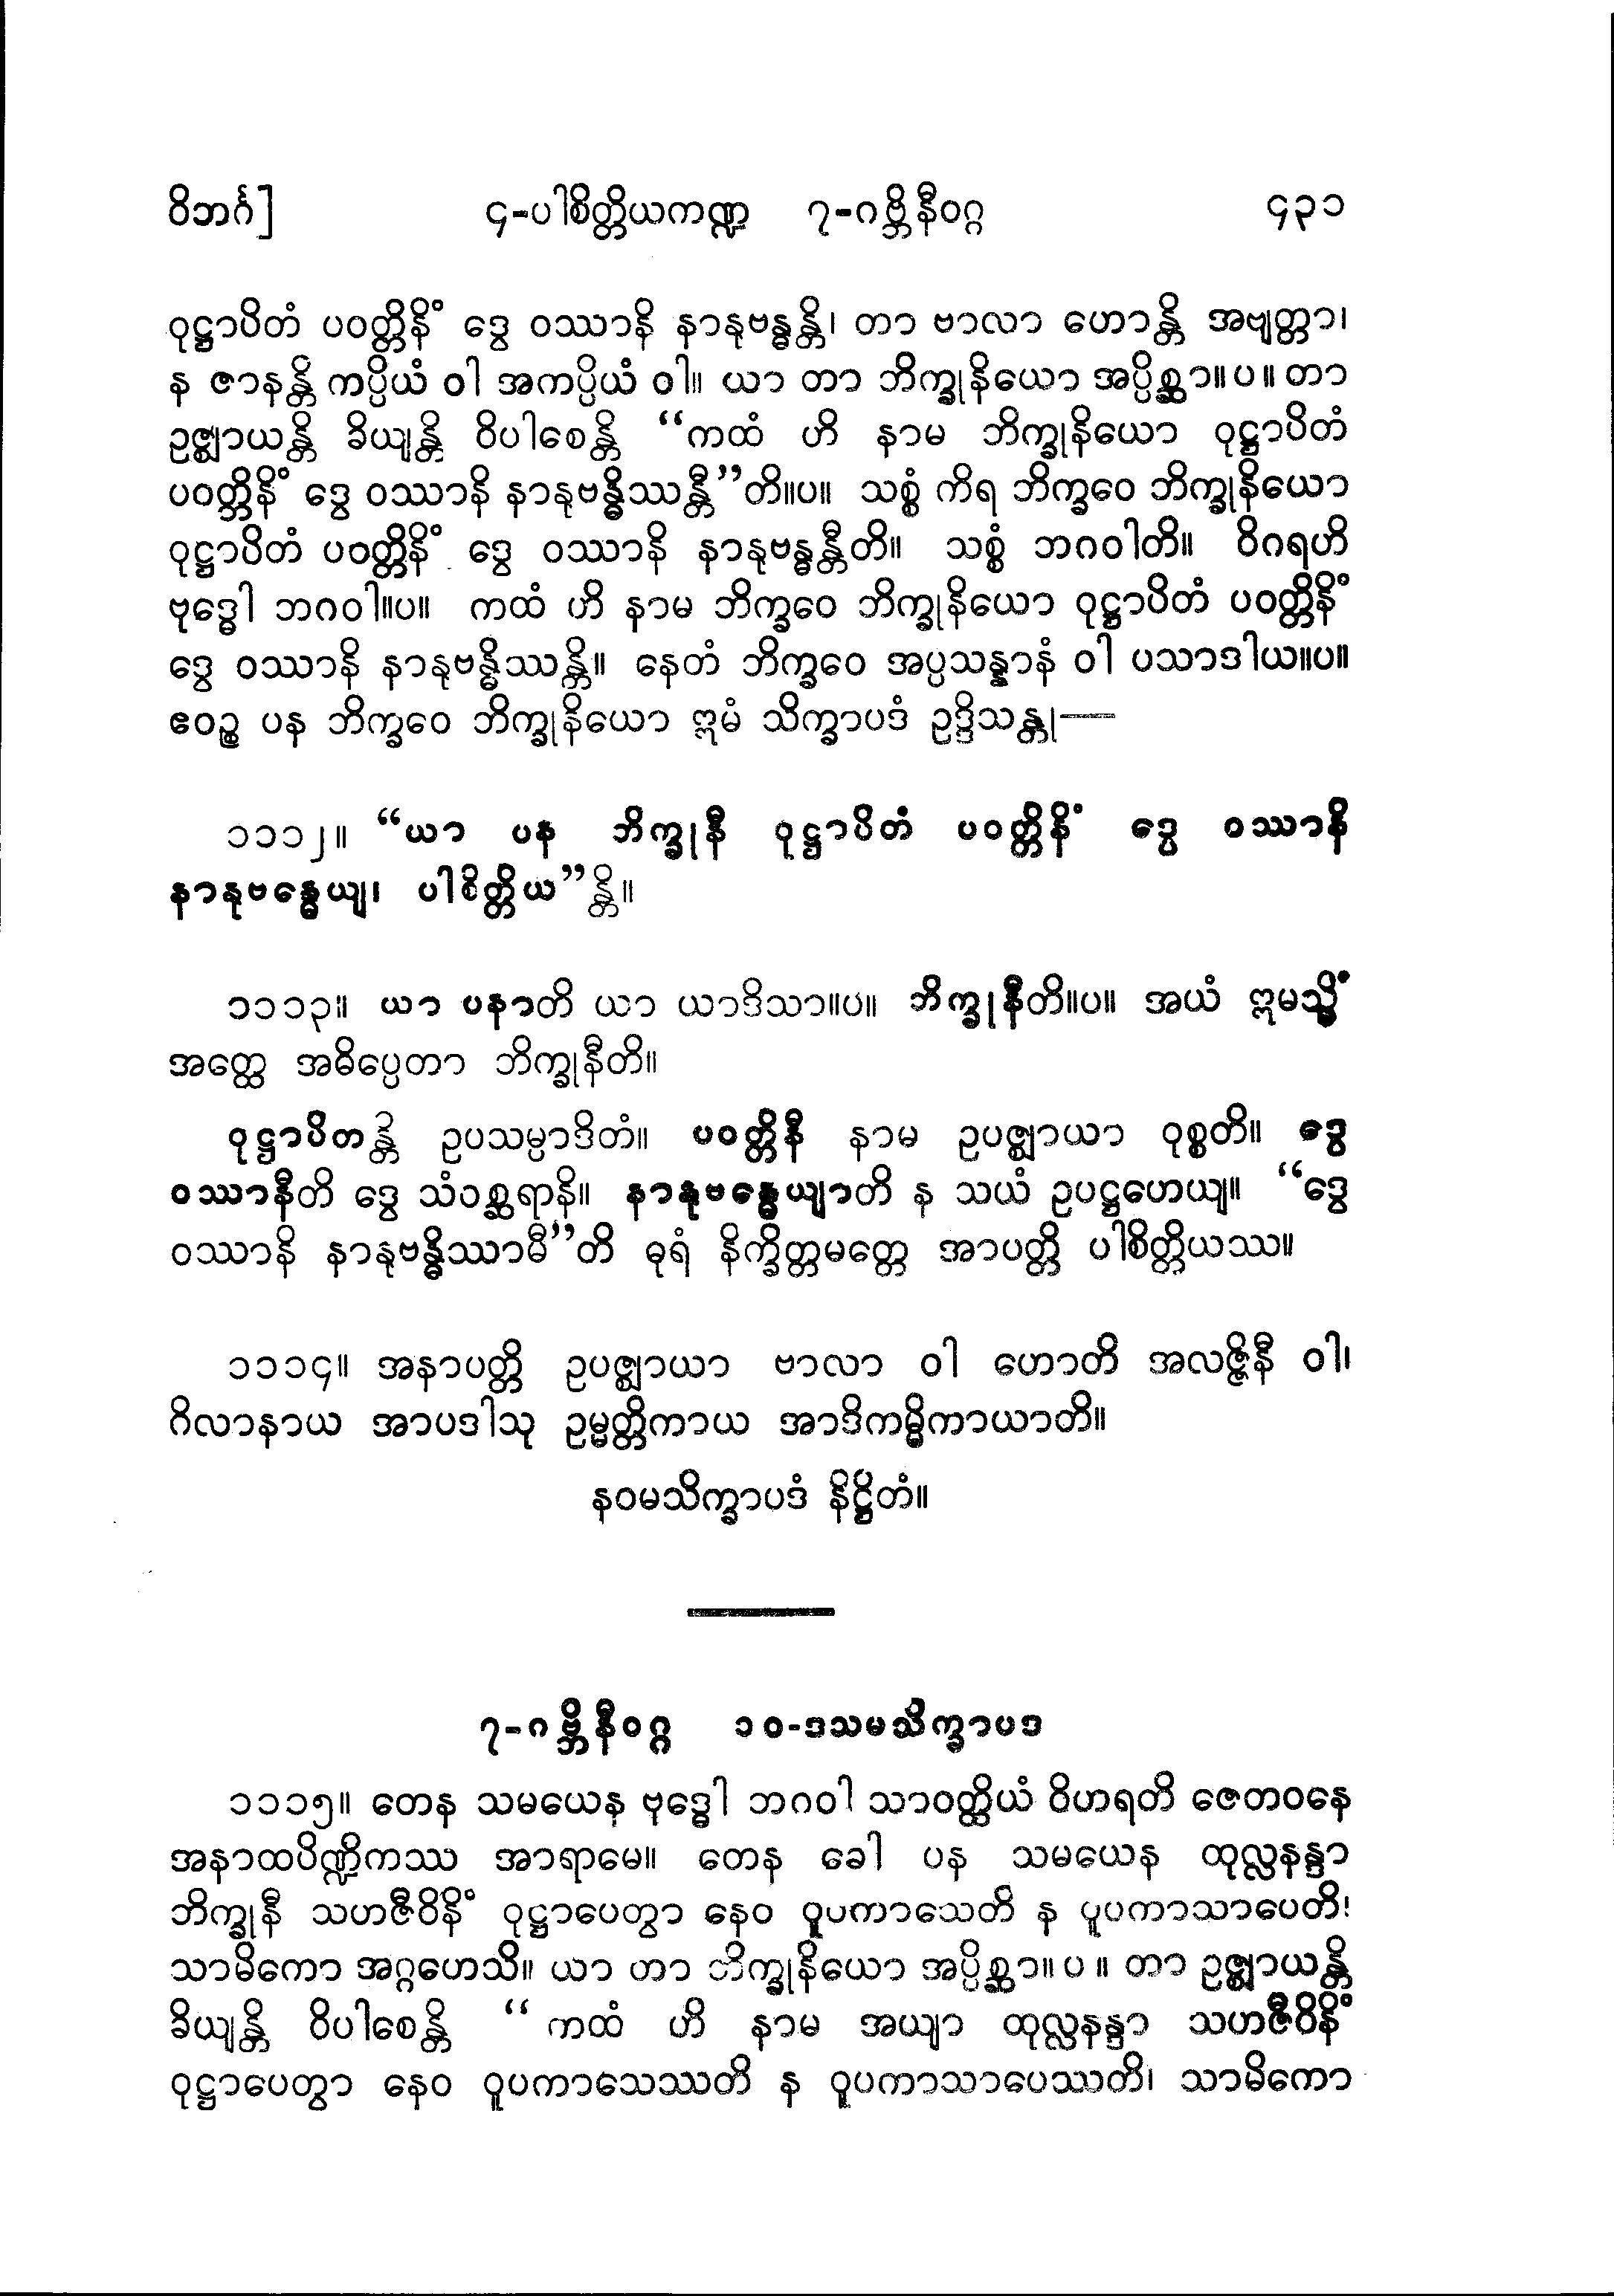 ဝိဘင်္ဂ] ၄-ပါစိတ္တိယကဏ္ဍ ၇-ဂဗ္ဘိနီဝဂ္ဂ ၄၃၁
ဝုဋ္ဌာပိတံ ပဝတ္တိနိံ ဒွေ ဝဿာနိ နာနုဗန္ဓန္တိ၊ တာ ဗာလာ ဟောန္တိ အဗျတ္တာ၊
န ဇာနန္တိ ကပ္ပိယံ ဝါ အကပ္ပိယံ ဝါ။ ယာ တာ ဘိက္ခုနိယော အပ္ပိစ္ဆာ။ပ။ တာ
ဥဇ္ဈာယန္တိ ခိယျန္တိ ဝိပါစေန္တိ “ကထံ ဟိ နာမ ဘိက္ခုနိယော ဝုဋ္ဌာပိတံ
ပဝတ္တိနိံ ဒွေ ဝဿာနိ နာနုဗန္ဓိဿန္တီ”တိ။ပ။ သစ္စံ ကိရ ဘိက္ခဝေ ဘိက္ခုနိယော
ဝုဋ္ဌာပိတံ ပဝတ္တိနိံ ဒွေ ဝဿာနိ နာနုဗန္ဓန္တီတိ။ သစ္စံ ဘဂဝါတိ။ ဝိဂရဟိ
ဗုဒ္ဓေါ ဘဂဝါ။ပ။ ကထံ ဟိ နာမ ဘိက္ခဝေ ဘိက္ခုနိယော ဝုဋ္ဌာပိတံ ပဝတ္တိနိံ
ဒွေ ဝဿာနိ နာနုဗန္ဓိဿန္တိ။ နေတံ ဘိက္ခဝေ အပ္ပသန္နာနံ ဝါ ပသာဒါယ။ပ။
ဧဝဉ္စ ပန ဘိက္ခဝေ ဘိက္ခုနိယော ဣမံ သိက္ခာပဒံ ဥဒ္ဒိသန္တု—
၁၁၁၂။ “ယာ ပန ဘိက္ခုနီ ဝုဋ္ဌာပိတံ ပဝတ္တိနိံ ဒွေ ဝဿာနိ
နာနုဗန္ဓေယျ၊ ပါစိတ္တိယ”န္တိ။
၁၁၁၃။ ယာ ပနာတိ ယာ ယာဒိသာ။ပ။ ဘိက္ခုနီတိ။ပ။ အယံ ဣမသ္မိံ
အတ္ထေ အဓိပ္ပေတာ ဘိက္ခုနီတိ။
ဝုဋ္ဌာပိတန္တိ ဥပသမ္ပာဒိတံ။ ပဝတ္တိနီ နာမ ဥပဇ္ဈာယာ ဝုစ္စတိ။ ဒွေ
ဝဿာနီတိ ဒွေ သံဝစ္ဆရာနိ။ နာနုဗန္ဓေယျာတိ န သယံ ဥပဋ္ဌဟေယျ။ “ဒွေ
ဝဿာနိ နာနုဗန္ဓိဿာမီ”တိ ဓုရံ နိက္ခိတ္တမတ္တေ အာပတ္တိ ပါစိတ္တိယဿ။
၁၁၁၄။ အနာပတ္တိ ဥပဇ္ဈာယာ ဗာလာ ဝါ ဟောတိ အလဇ္ဇိနီ ဝါ၊
ဂိလာနာယ အာပဒါသု ဥမ္မတ္တိကာယ အာဒိကမ္မိကာယာတိ။
နဝမသိက္ခာပဒံ နိဋ္ဌိတံ။
၇-ဂဗ္ဘိနီဝဂ္ဂ ၁၀-ဒသမသိက္ခာပဒ
၁၁၁၅။ တေန သမယေန ဗုဒ္ဓေါ ဘဂဝါ သာဝတ္ထိယံ ဝိဟရတိ ဇေတဝနေ
အနာထပိဏ္ဍိကဿ အာရာမေ။ တေန ခေါ ပန သမယေန ထုလ္လနန္ဒာ
ဘိက္ခုနီ သဟဇီဝိနိံ ဝုဋ္ဌာပေတွာ နေဝ ဝူပကာသေတိ န ဝူပကာသာပေတိ၊
သာမိကော အဂ္ဂဟေသိ။ ယာ တာ ဘိက္ခုနိယော အပ္ပိစ္ဆာ။ပ။ တာ ဥဇ္ဈာယန္တိ
ခိယျန္တိ ဝိပါစေန္တိ “ကထံ ဟိ နာမ အယျာ ထုလ္လနန္ဒာ သဟဇီဝိနိံ
ဝုဋ္ဌာပေတွာ နေဝ ဝူပကာသေဿတိ န ဝူပကာသာပေဿတိ၊ သာမိကော